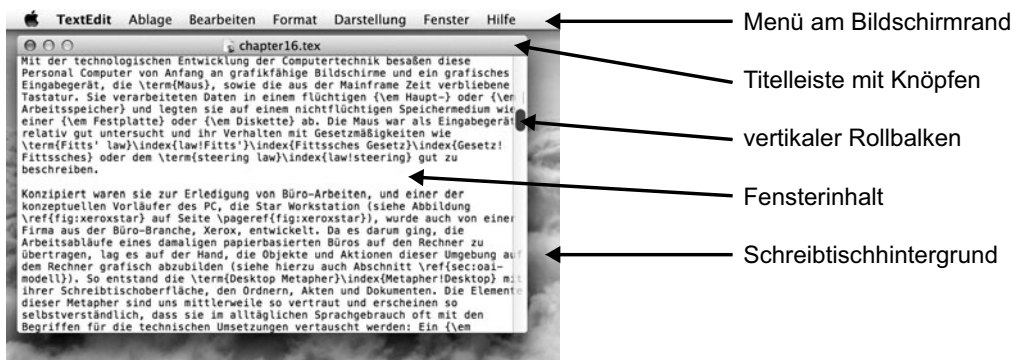 TextEdit Ablage Bearbeiten Format Darstellung Fenster Hilfe
chapter16.tex
Mit der technologischen Entwicklung der Computertechnik besaßen diese
Personal Computer von Anfang an grafikfähige Bildschirme und ein grafisches
Eingabegerät, die \term{Maus}, sowie die aus der Mainframe Zeit verbliebene
Tastatur. Sie verarbeiteten Daten in einem flüchtigen {\em Haupt-} oder {\em
Arbeitsspeicher} und legten sie auf einem nichtflüchtigen Speichermedium wie
einer {\em Festplatte} oder {\em Diskette} ab. Die Maus war als Eingabegerät
relativ gut untersucht und ihr Verhalten mit Gesetzmäßigkeiten wie
\term{Fitts' law}\index{law!Fitts'}\index{Fittssches Gesetz}\index{Gesetz!
Fittssches} oder dem \term{steering law}\index{law!steering} gut zu
beschreiben.
Konzipiert waren sie zur Erledigung von Büro-Arbeiten, und einer der
konzeptuellen Vorläufer des PC, die Star Workstation (siehe Abbildung
\ref{fig:xeroxstar} auf Seite \pageref{fig:xeroxstar}), wurde auch von einer
Firma aus der Büro-Branche, Xerox, entwickelt. Da es darum ging, die
Arbeitsabläufe eines damaligen papierbasierten Büros auf den Rechner zu
übertragen, lag es auf der Hand, die Objekte und Aktionen dieser Umgebung auf
dem Rechner grafisch abzubilden (siehe hierzu auch Abschnitt \ref{sec:oai-
modell}). So entstand die \term{Desktop Metapher}\index{Metapher!Desktop} mit
ihrer Schreibtischoberfläche, den Ordnern, Akten und Dokumenten. Die Elemente
dieser Metapher sind uns mittlerweile so vertraut und erscheinen so
selbstverständlich, dass sie im alltäglichen Sprachgebrauch oft mit den
Begriffen für die technischen Umsetzungen vertauscht werden: Ein {\em
Menü am Bildschirmrand
Titelleiste mit Knöpfen
vertikaler Rollbalken
Fensterinhalt
Schreibtischhintergrund